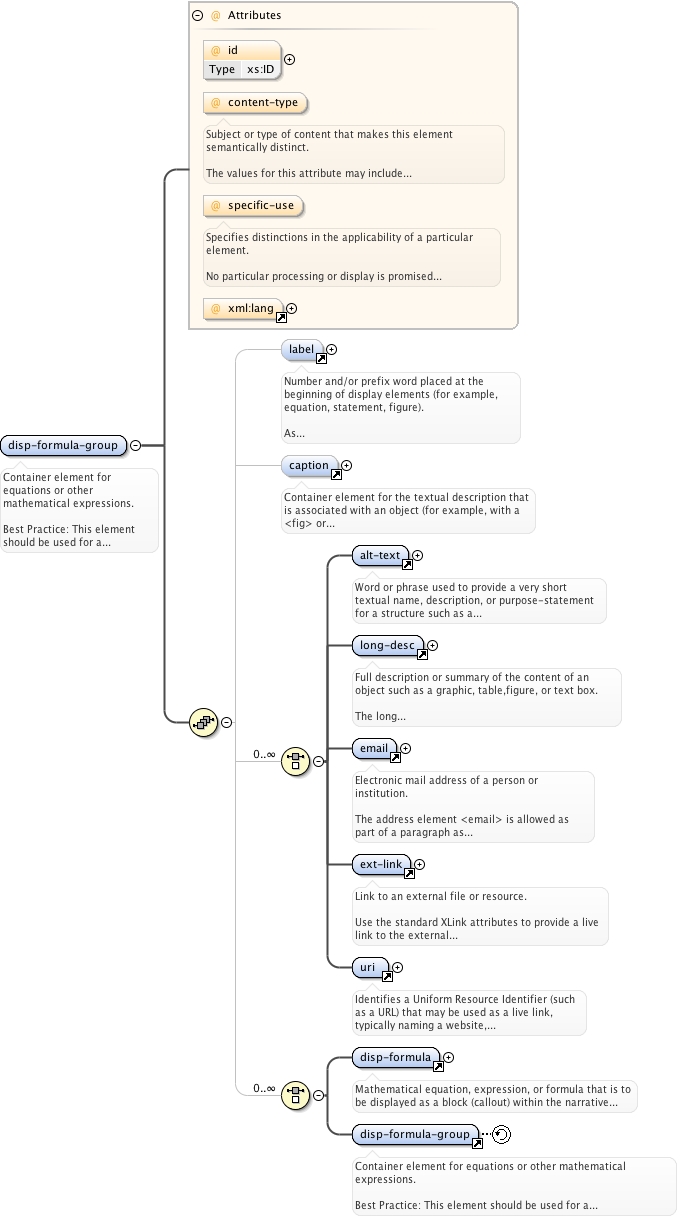 Attributes
@ id
Type xs:ID
@ content-type
Subject or type of content that makes this element
semantically distinct.
The values for this attribute may include...
@ specific-use
Specifies distinctions in the applicability of a particular
element.
No particular processing or display is promised...
@ xml:lang
label
Number and/or prefix word placed at the
beginning of display elements (for example,
equation, statement, figure).
As...
disp-formula-group
Container element for
equations or other
mathematical expressions.
Best Practice: This element
should be used for a...
caption
Container element for the textual description that
is associated with an object (for example, with a
<fig> or...
0..∞
alt-text
Word or phrase used to provide a very short
textual name, description, or purpose-statement
for a structure such as a...
long-desc
Full description or summary of the content of an
object such as a graphic, table,figure, or text box.
The long...
email
Electronic mail address of a person or
institution.
The address element <email> is allowed as
part of a paragraph as...
ext-link
Link to an external file or resource.
Use the standard XLink attributes to provide a live
link to the external...
uri
Identifies a Uniform Resource Identifier (such
as a URL) that may be used as a live link,
typically naming a website,...
0..∞
disp-formula
Mathematical equation, expression, or formula that is to
be displayed as a block (callout) within the narrative...
disp-formula-group
Container element for equations or other mathematical
expressions.
Best Practice: This element should be used for a...